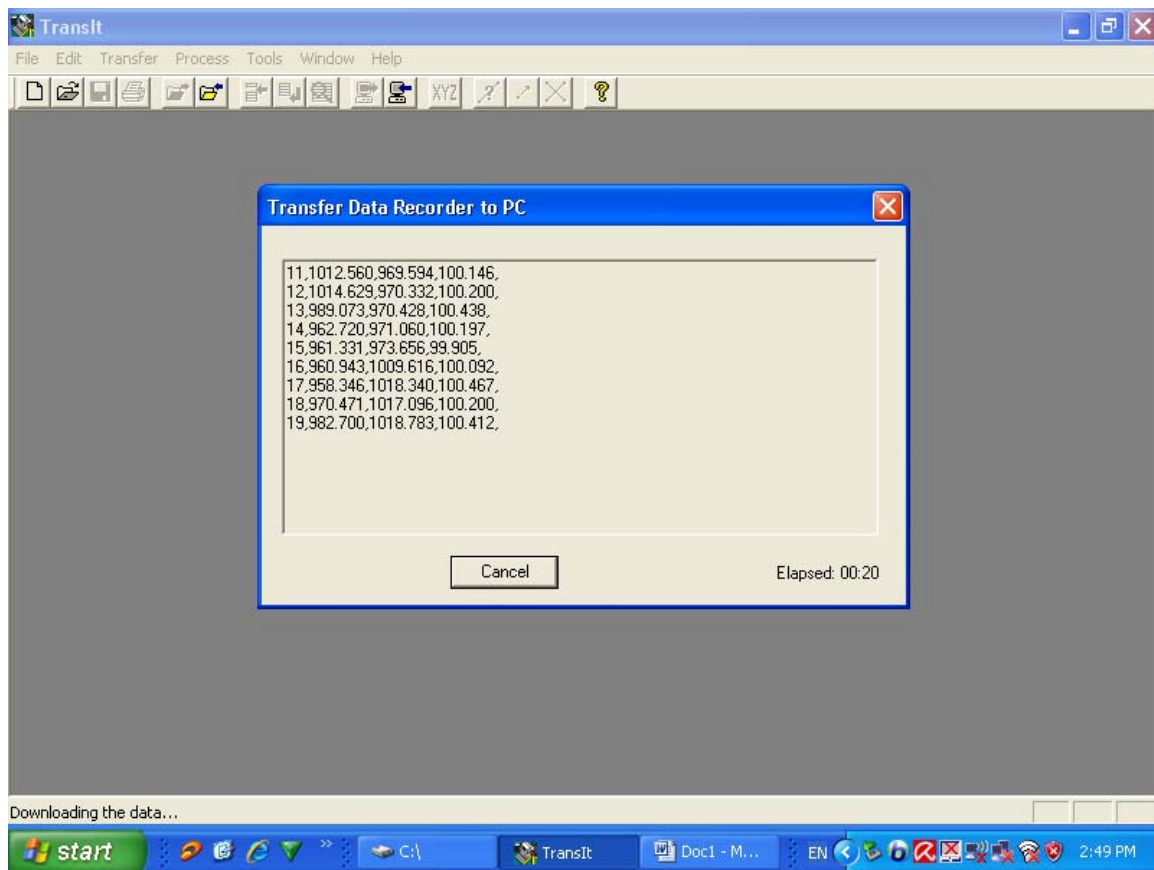 TransIt
File Edit Transfer Process Tools Window Help
XYZ
Transfer Data Recorder to PC
11,1012.560,969.594,100.146,
12,1014.629,970.332,100.200,
13,989.073,970.428,100.438,
14,962.720,971.060,100.197,
15,961.331,973.656,99.905,
16,960.943,1009.616,100.092,
17,958.346,1018.340,100.467,
18,970.471,1017.096,100.200,
19,982.700,1018.783,100.412,
Cancel
Elapsed: 00:20
Downloading the data...
start C:\ TransIt Doc1 - M... EN 2:49 PM